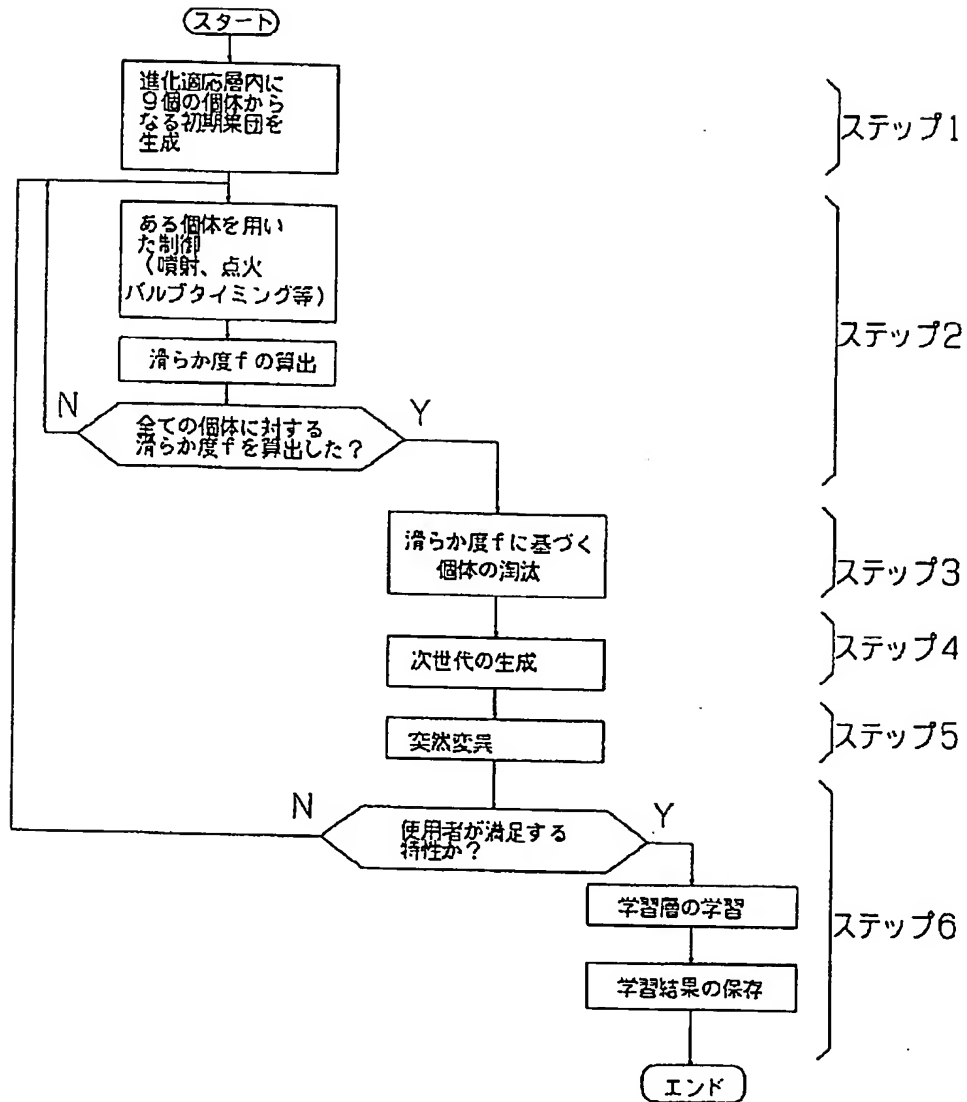 スタート
進化適応層内に
9個の個体から
なる初期集団を
生成
ステップ1
ある個体を用い
た制御
(噴射、点火
バルブタイミング等)
滑らか度fの算出
ステップ2
N
Y
全ての個体に対する
滑らか度fを算出した?
滑らか度fに基づく
個体の淘汰
ステップ3
次世代の生成
ステップ4
突然変異
ステップ5
N
Y
使用者が満足する
特性か?
学習層の学習
ステップ6
学習結果の保存
エンド